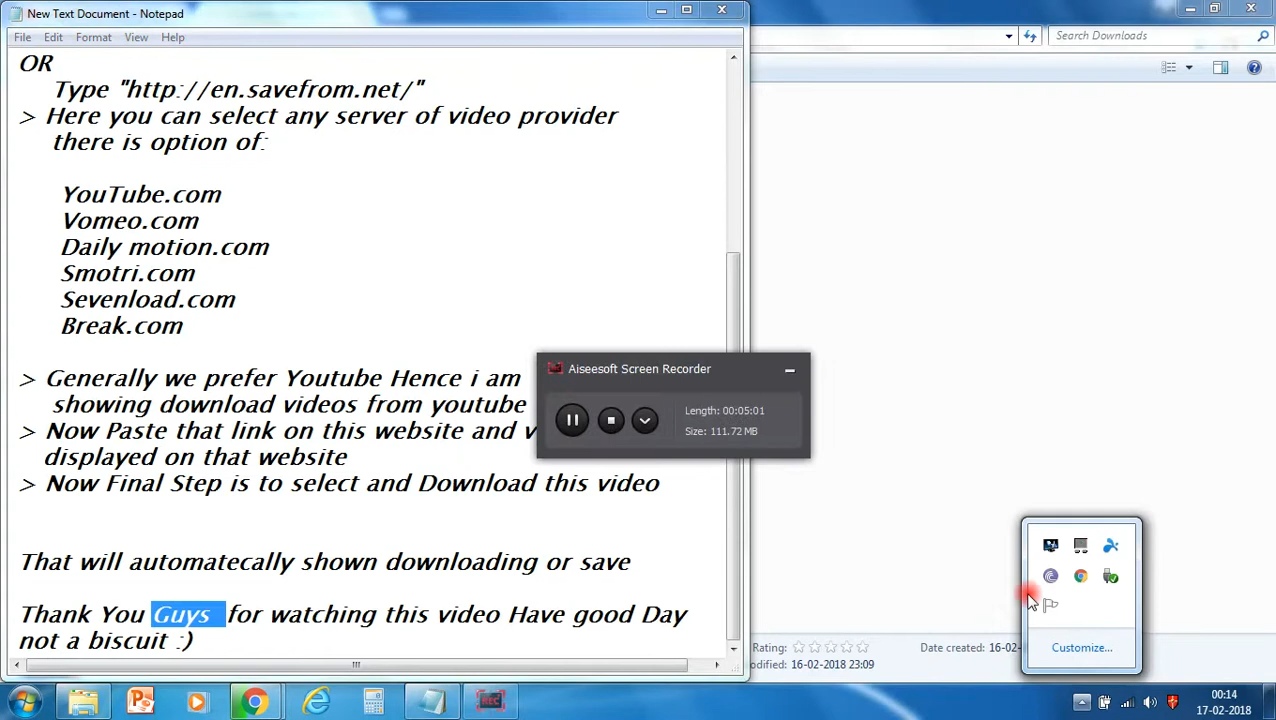 New Text Document - Notepad
Search Downloads
File Edit Format View Help
OR
Type "http://en.savefrom.net/"
> Here you can select any server of video provider
there is option of:
YouTube.com
Vomeo.com
Daily motion.com
Smotri.com
Sevenload.com
Break.com
> Generally we prefer Youtube Hence i am
showing download videos from youtube
> Now Paste that link on this website and v
displayed on that website
> Now Final Step is to select and Download this video
That will automatecally shown downloading or save
Thank You Guys for watching this video Have good Day
not a biscuit :)
Aiseesoft Screen Recorder
Length: 00:05:01
Size: 111.72 MB
Customize...
Rating:
Date created: 16-02-
odified: 16-02-2018 23:09
REC
00:14
17-02-2018